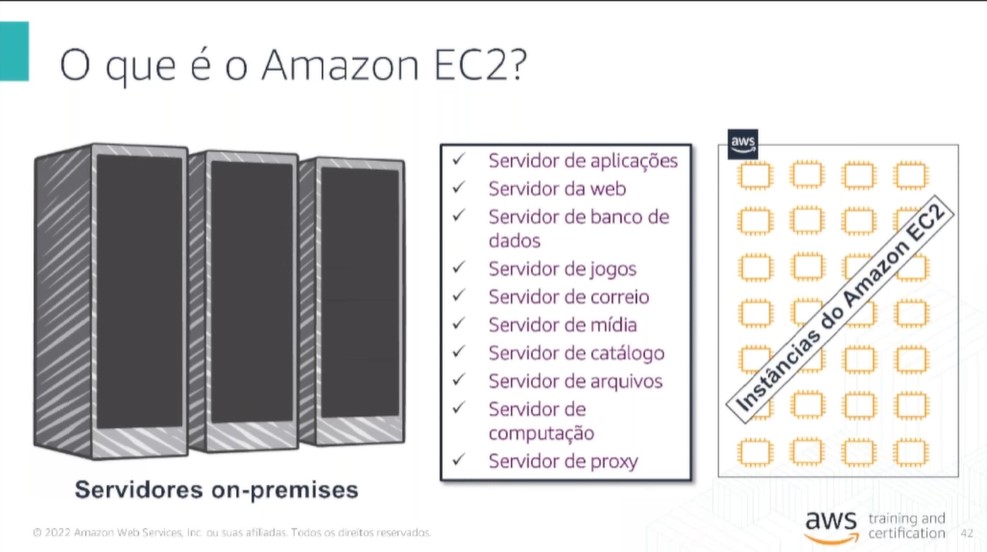 O que é o Amazon EC2?
Servidores on-premises
✓ Servidor de aplicações
✓ Servidor da web
✓ Servidor de banco de
dados
✓ Servidor de jogos
✓ Servidor de correio
✓ Servidor de mídia
✓ Servidor de catálogo
✓ Servidor de arquivos
✓ Servidor de
computação
✓ Servidor de proxy
aws
Instâncias do Amazon EC2
© 2022 Amazon Web Services, Inc. ou suas afiliadas. Todos os direitos reservados.
aws training and
certification
42